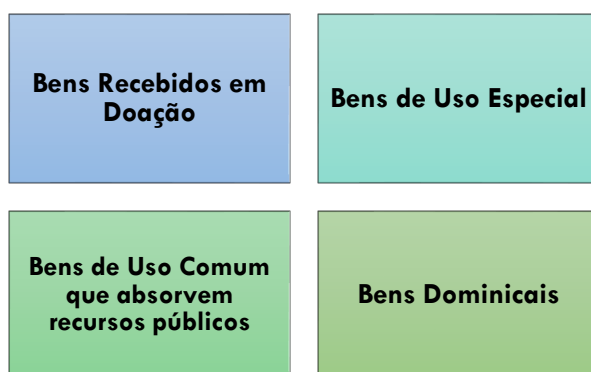 Bens Recebidos em
Doação
Bens de Uso Especial
Bens de Uso Comum
que absorvem
recursos públicos
Bens Dominicais